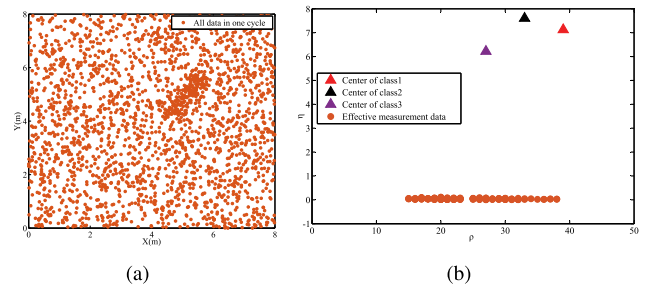 All data in one cycle
8
6
4
2
0
Y(m)
0 2 4 6 8
X(m)
(a)
8
7
6
5
4
3
2
1
0
-1
η
Center of class1
Center of class2
Center of class3
Effective measurement data
0 10 20 30 40 50
ρ
(b)